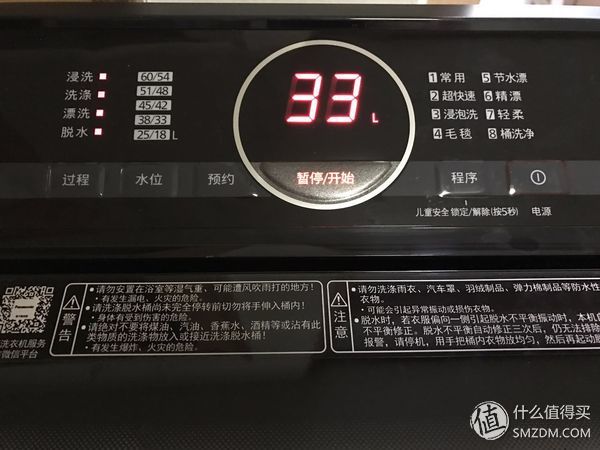 浸洗
洗涤
漂洗
脱水
60/54
51/48
45/42
38/33
25/18 L
33 L
1 常用 5 节水漂
2 超快速 6 精漂
3 浸泡洗 7 轻柔
4 毛毯 8 桶洗净
过程 水位 预约 暂停/开始 程序
儿童安全 锁定/解除(按5秒) 电源
洗衣机服务
微信平台
警告
·请勿安置在浴室等湿气重、可能遭风吹雨打的地方!
·有发生漏电、火灾的危险。
·请洗涤脱水桶尚未完全停转前切勿将手伸入桶内!
·身体有受到伤害的危险。
·请绝对不要将煤油、汽油、香蕉水、酒精等或沾有此
类物质的洗涤物放入或接近洗涤脱水桶!
·有发生爆炸、火灾的危险。
注意
·请勿洗涤雨衣、汽车罩、羽绒制品、弹力棉制品等防水性
衣物。
·可能会引起异常振动或损伤衣物。
·脱水时，若衣服偏向一侧引起脱水不平衡振动时，本机
不平衡修正。脱水不平衡自动修正三次后，仍无法排除
报警，请停机，用手把桶内衣物放均匀，然后再起动脱
值 什么值得买
SMZDM.COM